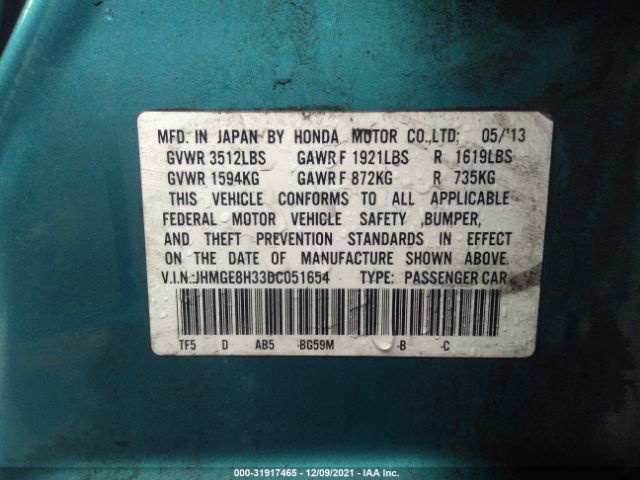 MFD. IN JAPAN BY HONDA MOTOR CO.,LTD; 05/'13
GVWR 3512LBS GAWR F 1921LBS R 1619LBS
GVWR 1594KG GAWR F 872KG R 735KG
THIS VEHICLE CONFORMS TO ALL APPLICABLE
FEDERAL MOTOR VEHICLE SAFETY ,BUMPER,
AND THEFT PREVENTION STANDARDS IN EFFECT
ON THE DATE OF MANUFACTURE SHOWN ABOVE.
V.I.N.:JHMGE8H33DC051654 TYPE: PASSENGER CAR
TF5 D AB5 BG59M -B -C
000-31917465 - 12/09/2021 - IAA Inc.